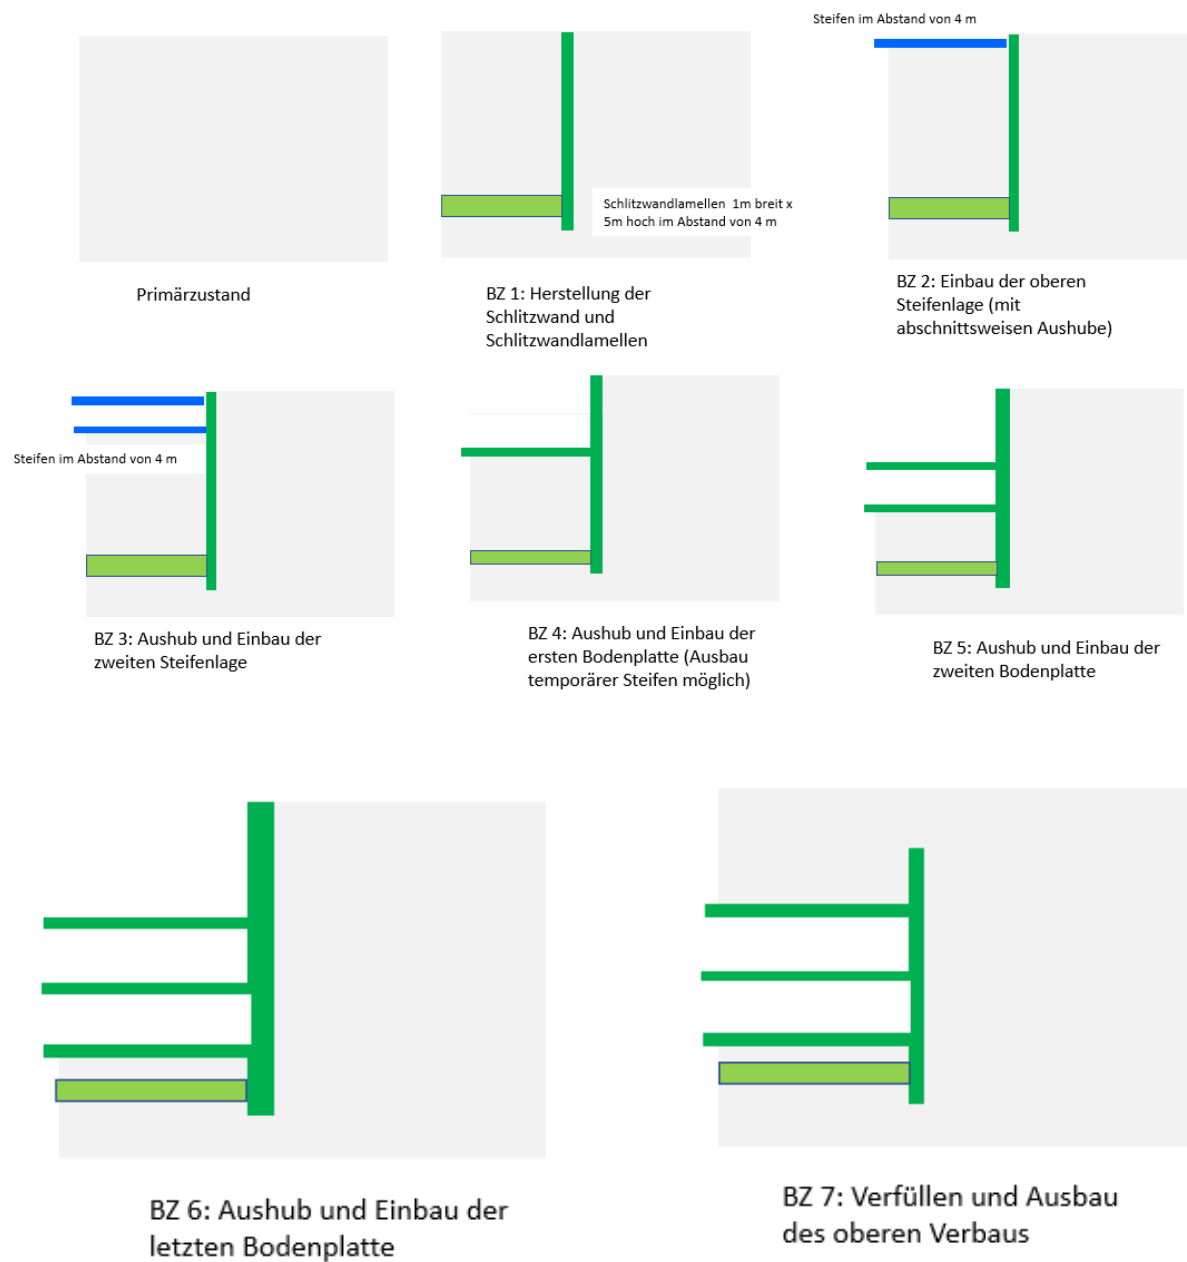 Steifen im Abstand von 4 m
Schlitzwandlamellen  1m breit x
5m hoch im Abstand von 4 m
Primärzustand
BZ 1: Herstellung der
Schlitzwand und
Schlitzwandlamellen
BZ 2: Einbau der oberen
Steifenlage (mit
abschnittsweisen Aushube)
Steifen im Abstand von 4 m
BZ 3: Aushub und Einbau der
zweiten Steifenlage
BZ 4: Aushub und Einbau der
ersten Bodenplatte (Ausbau
temporärer Steifen möglich)
BZ 5: Aushub und Einbau der
zweiten Bodenplatte
BZ 6: Aushub und Einbau der
letzten Bodenplatte
BZ 7: Verfüllen und Ausbau
des oberen Verbaus